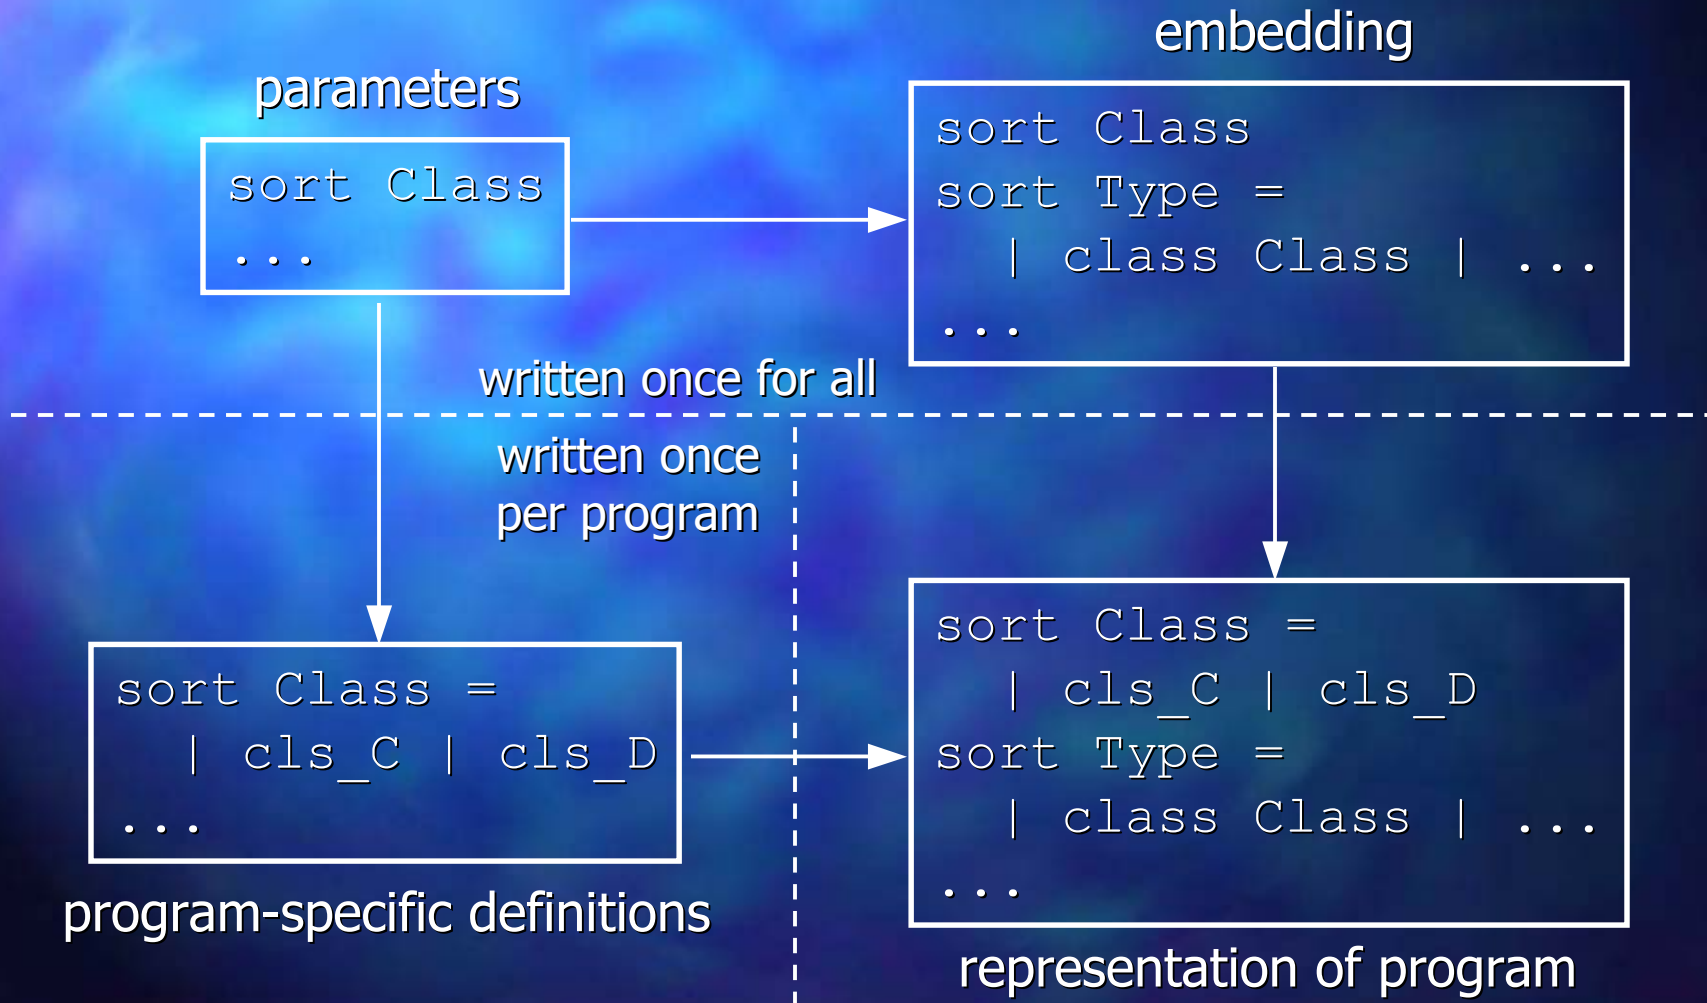 parameters
sort Class
...
embedding
sort Class
sort Type =
| class Class | ...
...
written once for all
written once
per program
sort Class =
| cls_C | cls_D
...
program-specific definitions
sort Class =
| cls_C | cls_D
sort Type =
| class Class | ...
...
representation of program